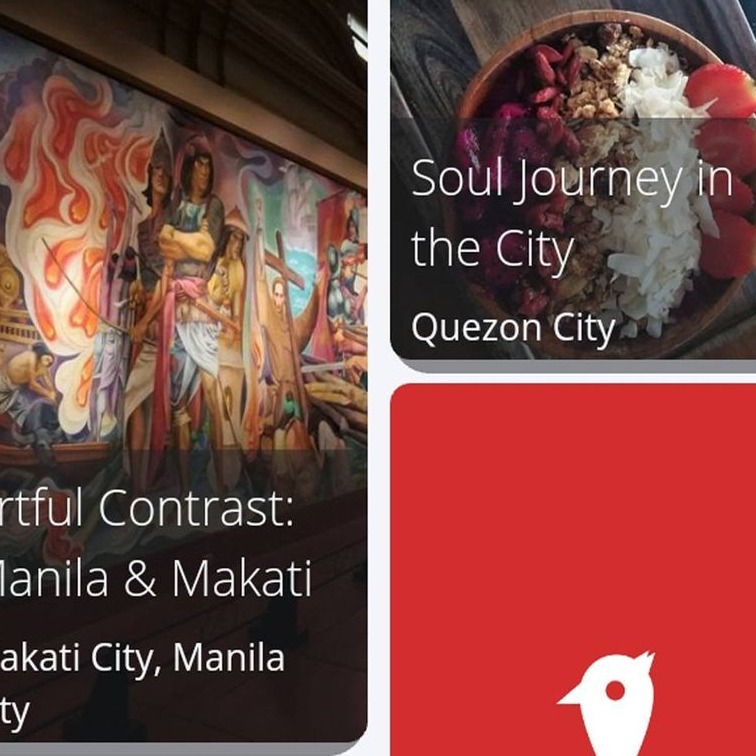 rtful Contrast:
Manila & Makati
akati City, Manila
ty
Soul Journey in
the City
Quezon City